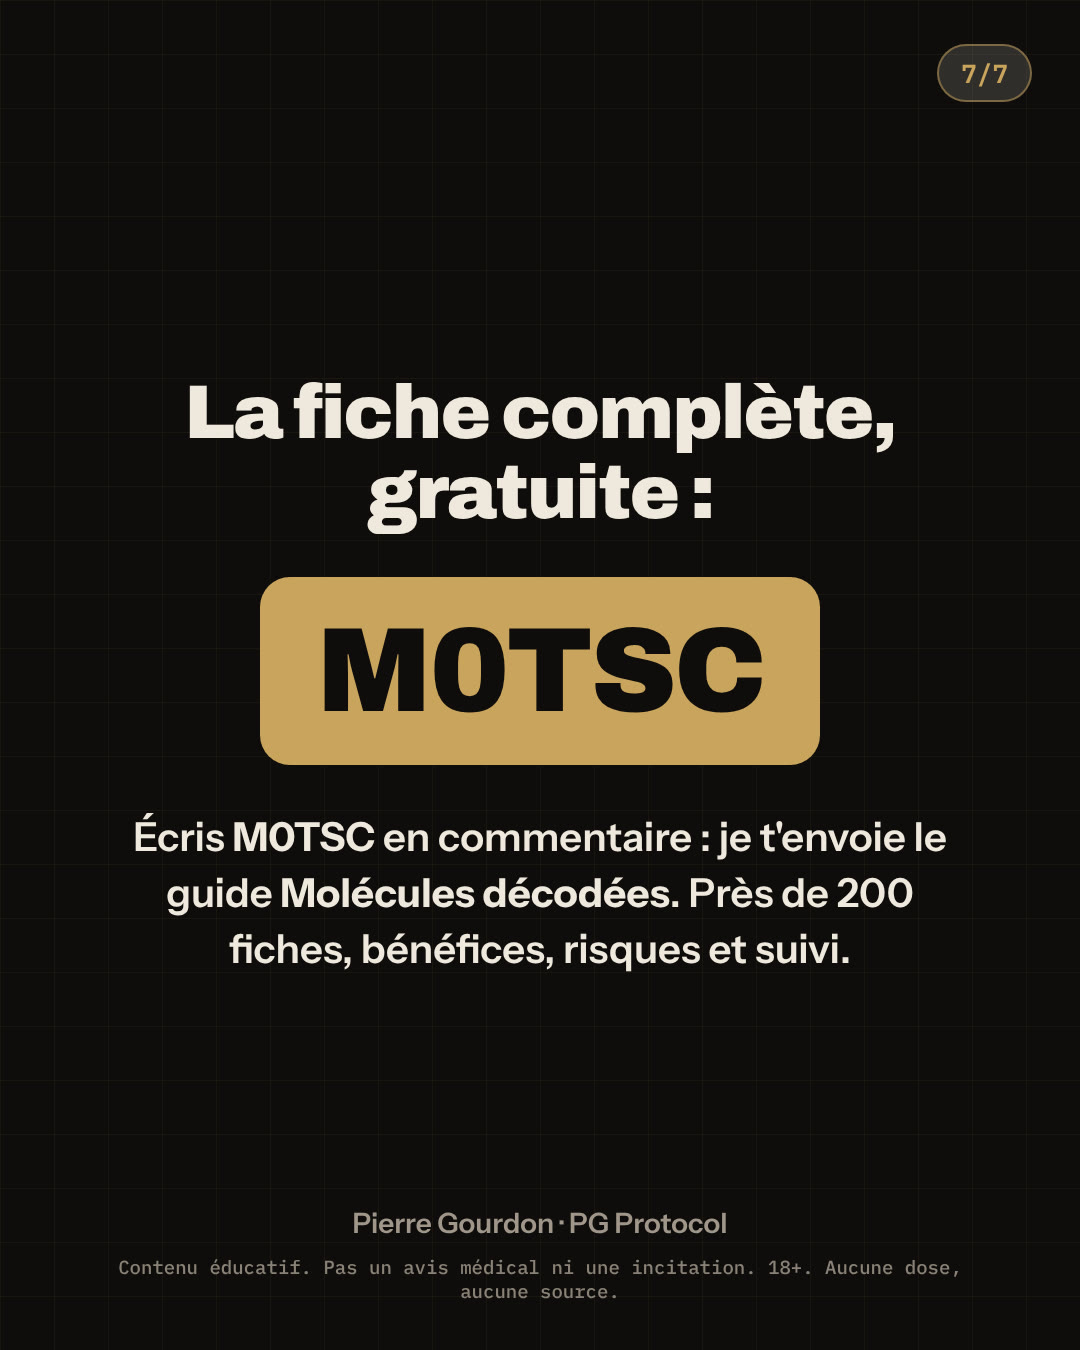 7/7
La fiche complète,
gratuite :
M0TSC
Écris M0TSC en commentaire : je t'envoie le
guide Molécules décodées. Près de 200
fiches, bénéfices, risques et suivi.
Pierre Gourdon · PG Protocol
Contenu éducatif. Pas un avis médical ni une incitation. 18+. Aucune dose,
aucune source.